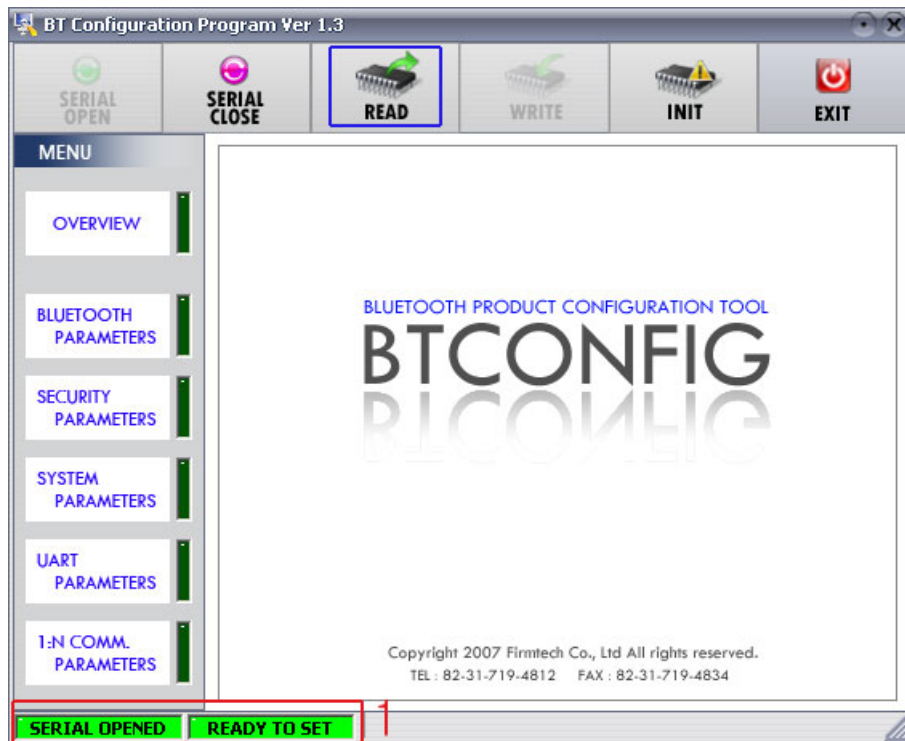 BT Configuration Program Ver 1.3
SERIAL OPEN
SERIAL CLOSE
READ
WRITE
INIT
EXIT
MENU
OVERVIEW
BLUETOOTH
PARAMETERS
SECURITY
PARAMETERS
SYSTEM
PARAMETERS
UART
PARAMETERS
1:N COMM.
PARAMETERS
BLUETOOTH PRODUCT CONFIGURATION TOOL
BTCONFIG
Copyright 2007 Firmtech Co., Ltd All rights reserved.
TEL : 82-31-719-4812 FAX : 82-31-719-4834
SERIAL OPENED READY TO SET 1